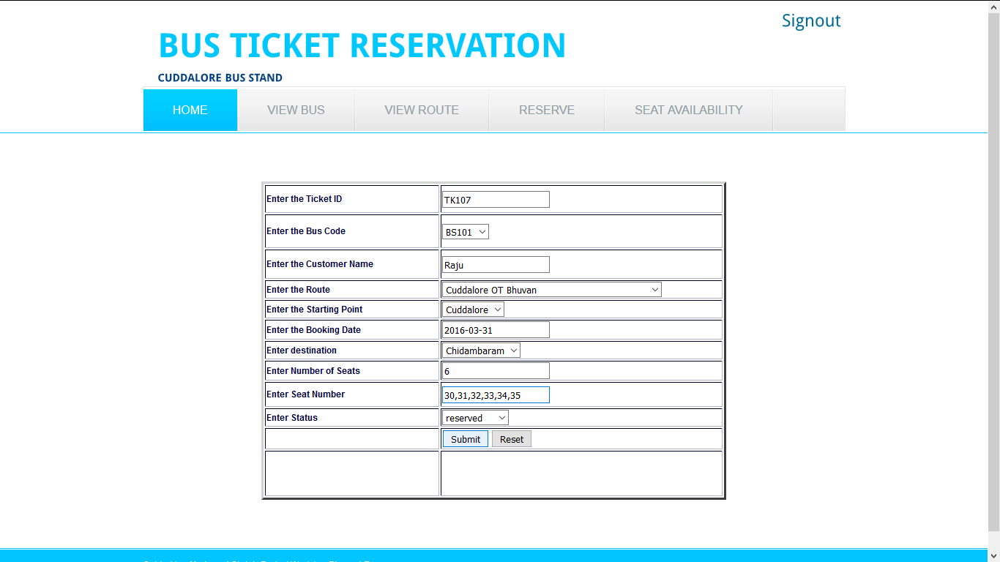 Signout
BUS TICKET RESERVATION
CUDDALORE BUS STAND
HOME VIEW BUS VIEW ROUTE RESERVE SEAT AVAILABILITY
Enter the Ticket ID TK107
Enter the Bus Code BS101
Enter the Customer Name Raju
Enter the Route Cuddalore OT Bhuvan
Enter the Starting Point Cuddalore
Enter the Booking Date 2016-03-31
Enter destination Chidambaram
Enter Number of Seats 6
Enter Seat Number 30,31,32,33,34,35
Enter Status reserved
Submit Reset